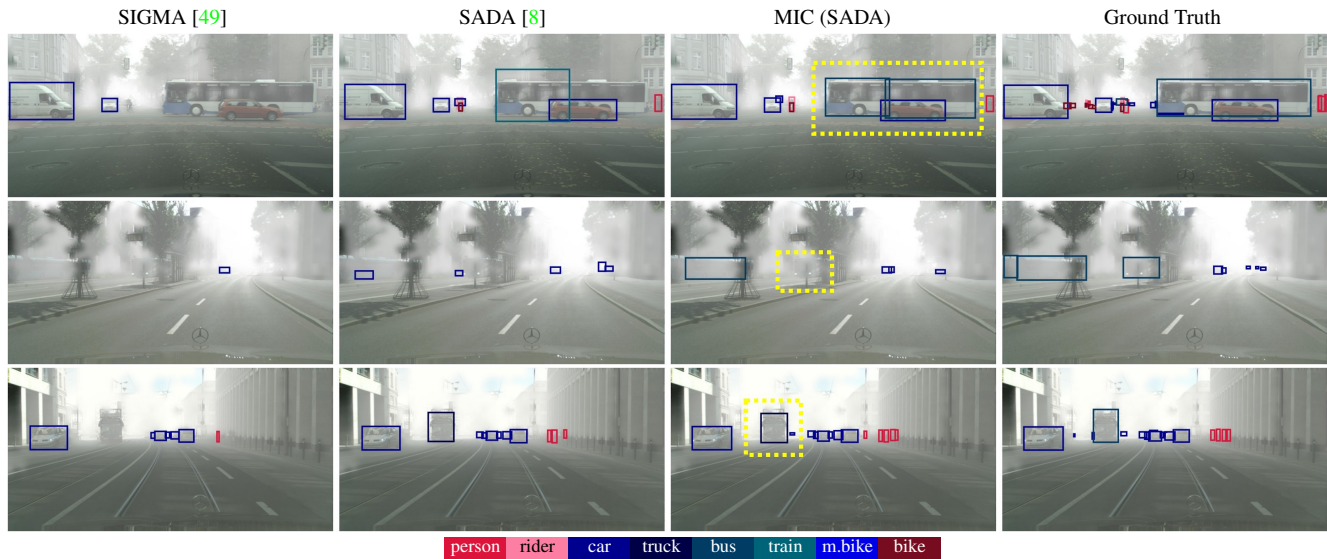 SIGMA [49] SADA [8] MIC (SADA) Ground Truth
person rider car truck bus train m.bike bike